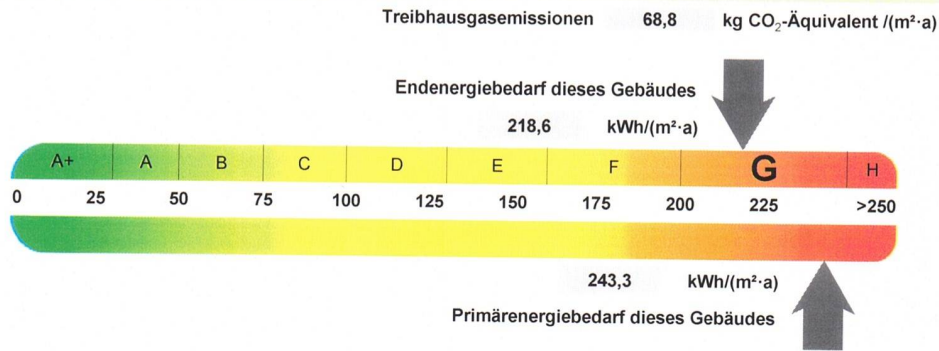 Treibhausgasemissionen 68,8 kg CO₂-Äquivalent /(m²·a)
Endenergiebedarf dieses Gebäudes
218,6 kWh/(m²·a)
A+ A B C D E F G H
0 25 50 75 100 125 150 175 200 225 >250
243,3 kWh/(m²·a)
Primärenergiebedarf dieses Gebäudes